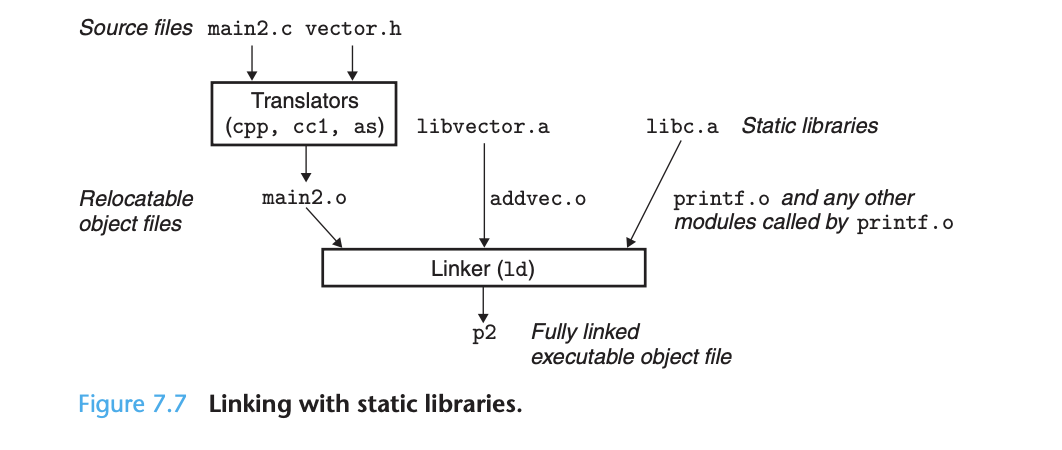 Source files main2.c vector.h
Translators
(cpp, cc1, as)
libvector.a
libc.a Static libraries
Relocatable
object files
main2.o
addvec.o
printf.o and any other
modules called by printf.o
Linker (ld)
p2
Fully linked
executable object file
Figure 7.7 Linking with static libraries.